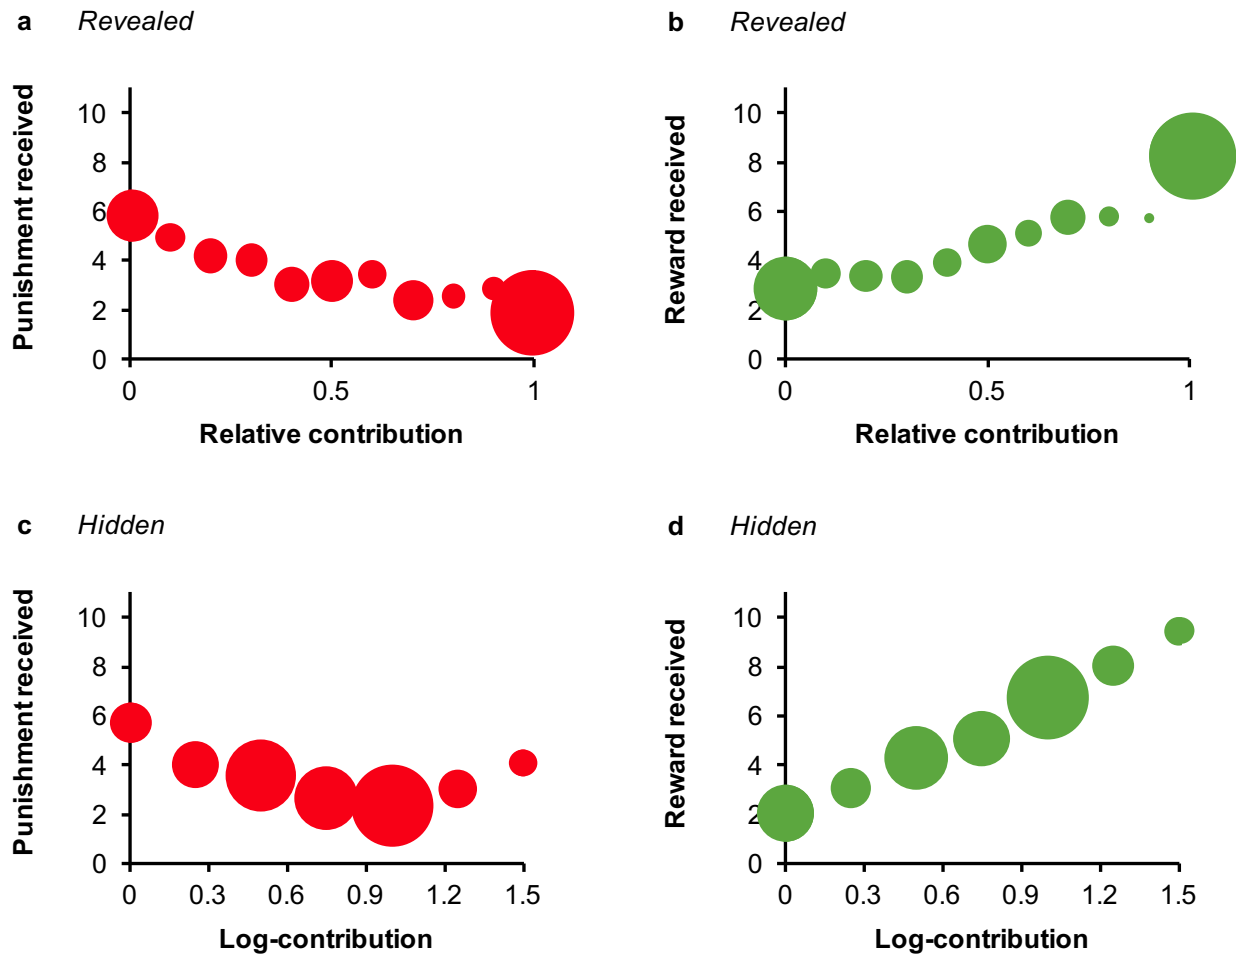 a Revealed
b Revealed
Punishment received
10
8
6
4
2
0
0 0.5 1
Relative contribution
Reward received
10
8
6
4
2
0
0 0.5 1
Relative contribution
c Hidden
d Hidden
Punishment received
10
8
6
4
2
0
0 0.3 0.6 0.9 1.2 1.5
Log-contribution
Reward received
10
8
6
4
2
0
0 0.3 0.6 0.9 1.2 1.5
Log-contribution